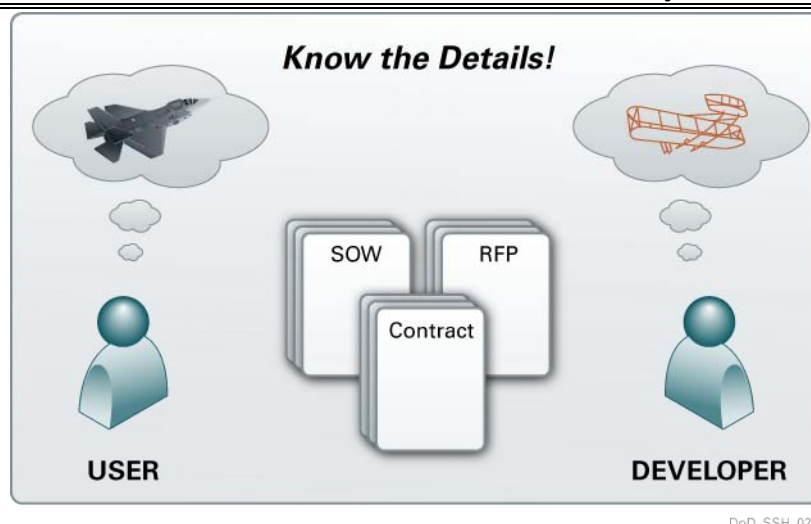 Know the Details!
SOW
RFP
Contract
USER
DEVELOPER